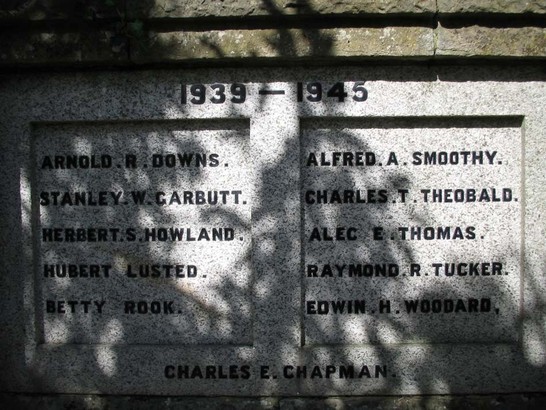 1939 — 1945
ARNOLD. R. DOWNS.
STANLEY. W. GARBUTT.
HERBERT. S. HOWLAND.
HUBERT LUSTED.
BETTY ROOK.
ALFRED. A. SMOOTHY.
CHARLES. T. THEOBALD.
ALEC E. THOMAS.
RAYMOND. R. TUCKER.
EDWIN. H. WOODARD,
CHARLES E. CHAPMAN.